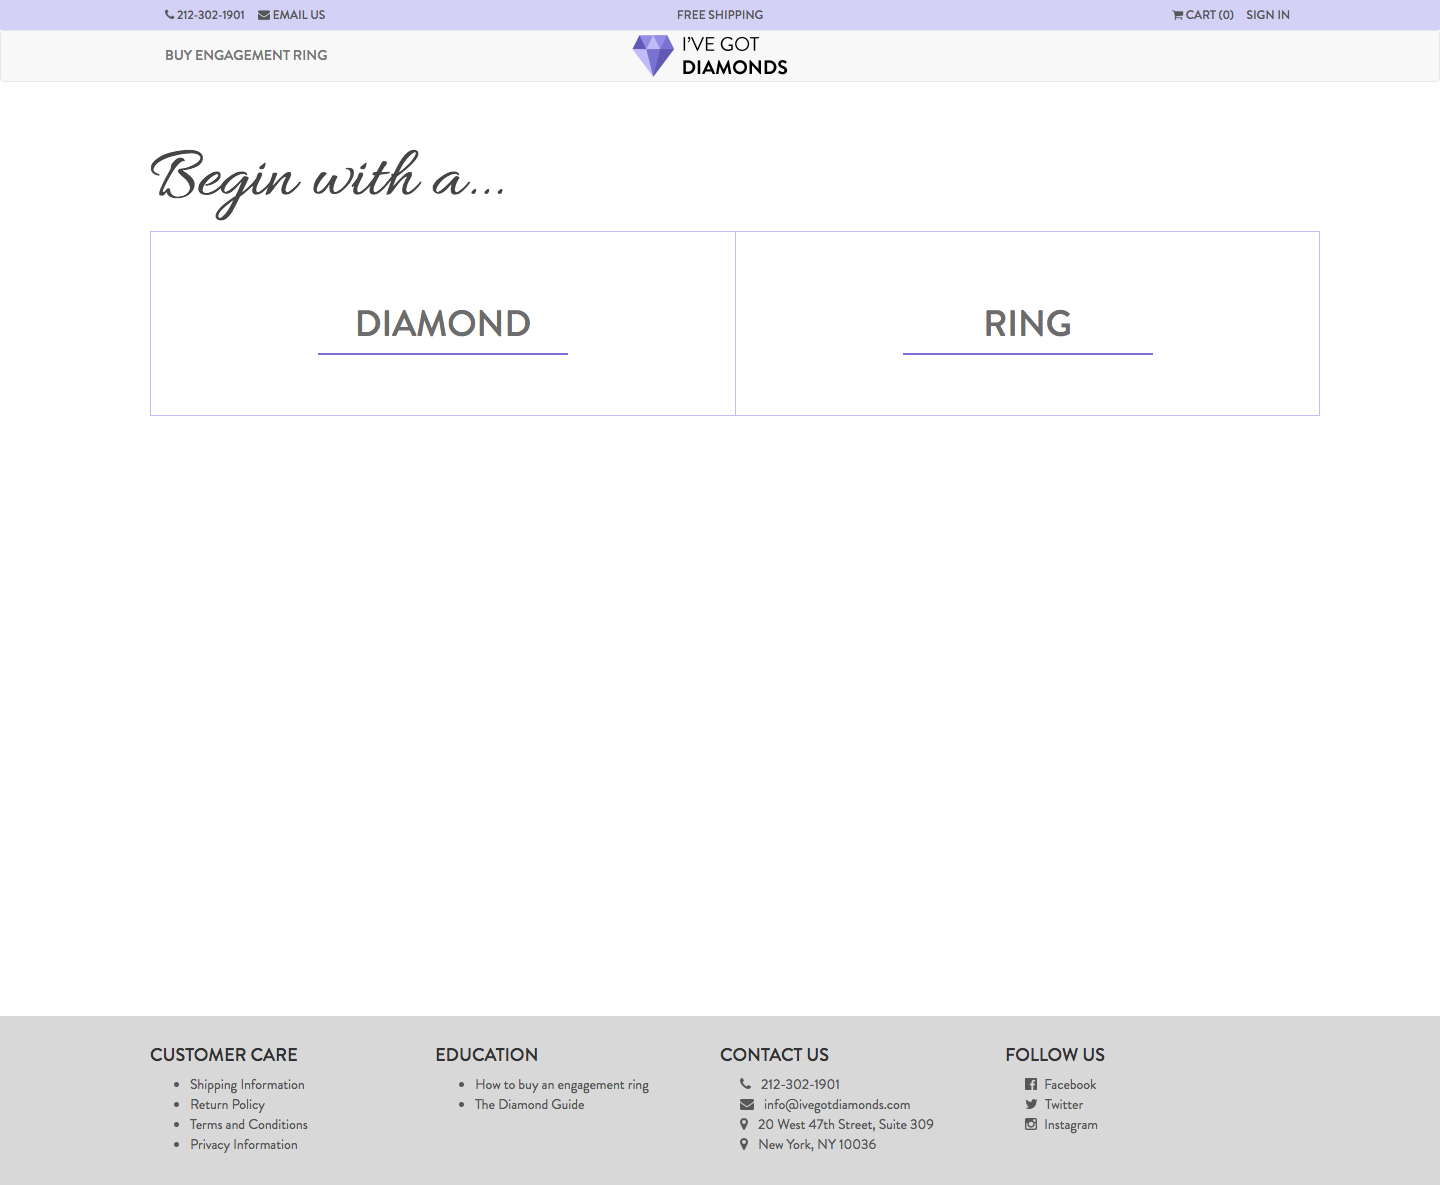 212-302-1901 EMAIL US FREE SHIPPING CART (0) SIGN IN
BUY ENGAGEMENT RING
I'VE GOT
DIAMONDS
Begin with a...
DIAMOND
RING
CUSTOMER CARE
Shipping Information
Return Policy
Terms and Conditions
Privacy Information
EDUCATION
How to buy an engagement ring
The Diamond Guide
CONTACT US
212-302-1901
info@ivegotdiamonds.com
20 West 47th Street, Suite 309
New York, NY 10036
FOLLOW US
Facebook
Twitter
Instagram